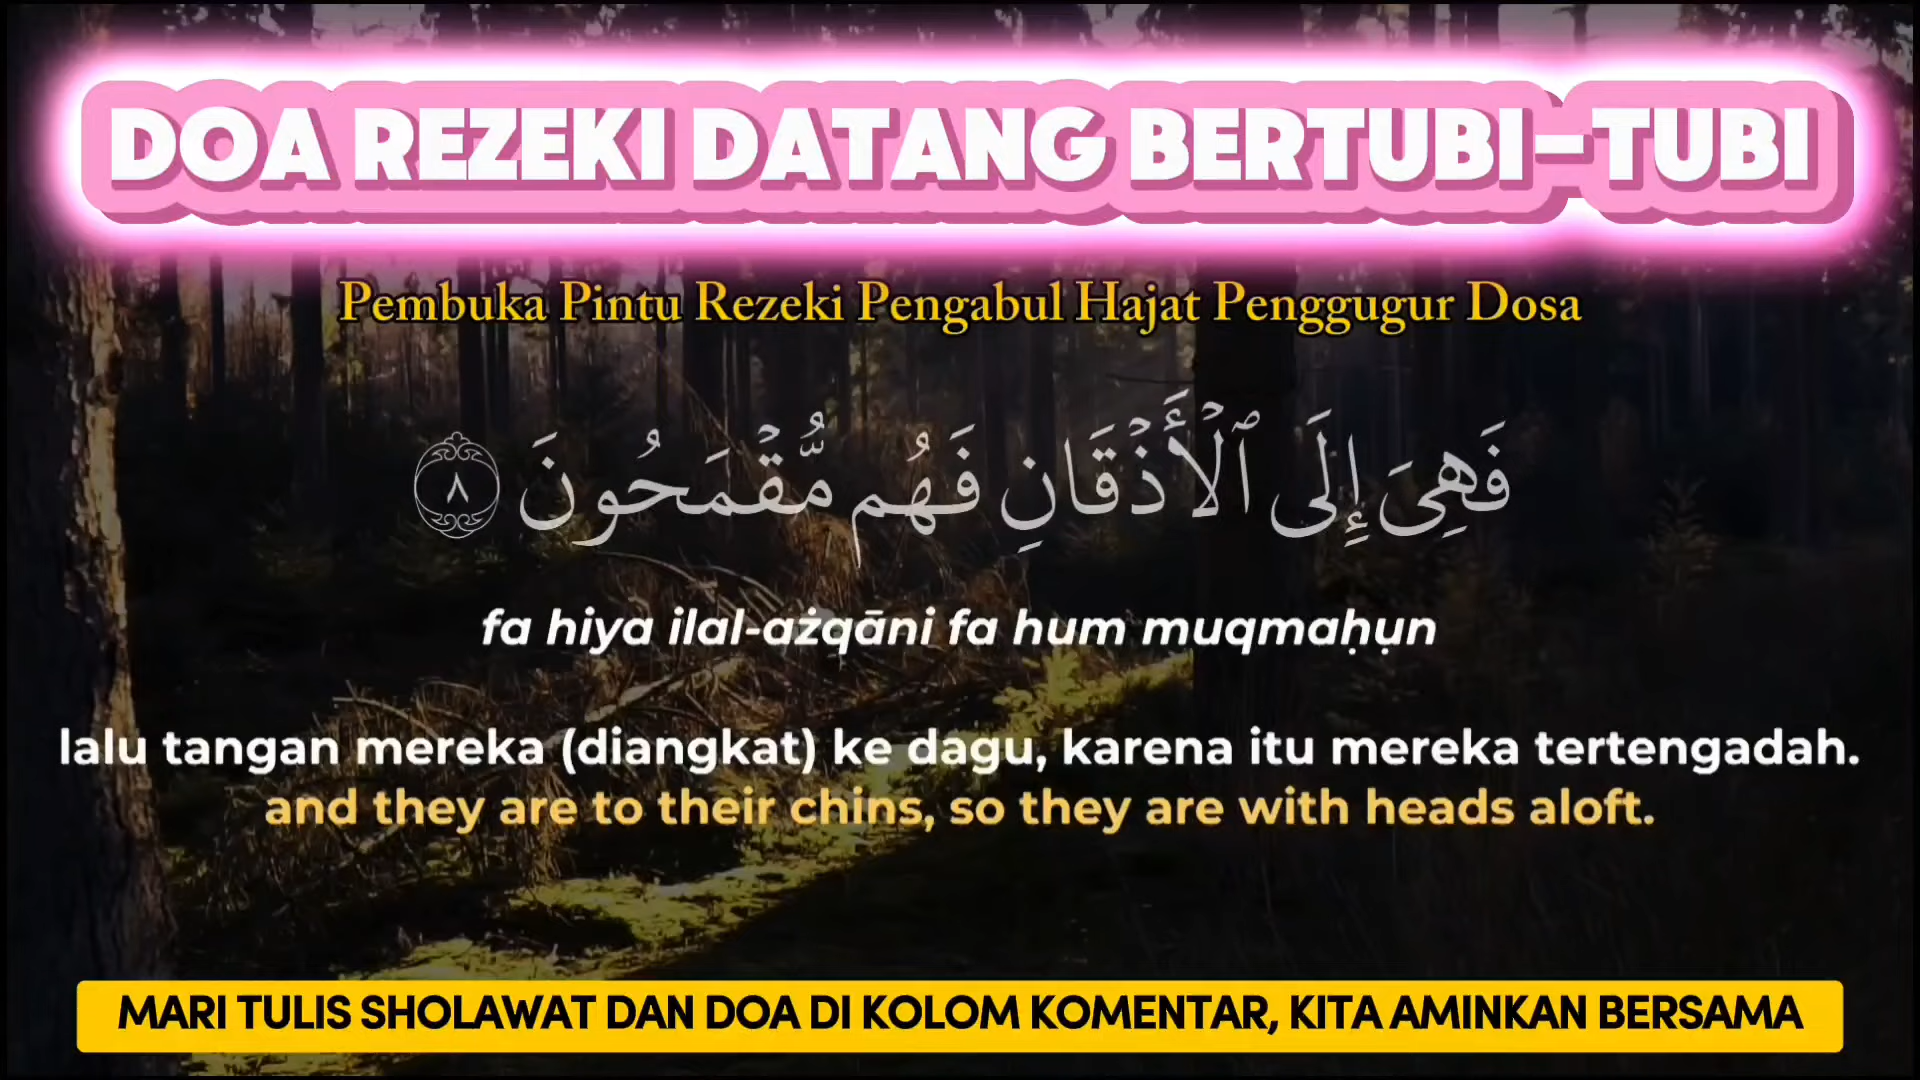 DOA REZEKI DATANG BERTUBI-TUBI
Pembuka Pintu Rezeki Pengabul Hajat Penggugur Dosa
فَهِىَ إِلَى ٱلْأَذْقَانِ فَهُم مُّقْمَحُونَ ٨
fa hiya ilal-ażqāni fa hum muqmaḥụn
lalu tangan mereka (diangkat) ke dagu, karena itu mereka tertengadah.
and they are to their chins, so they are with heads aloft.
MARI TULIS SHOLAWAT DAN DOA DI KOLOM KOMENTAR, KITA AMINKAN BERSAMA